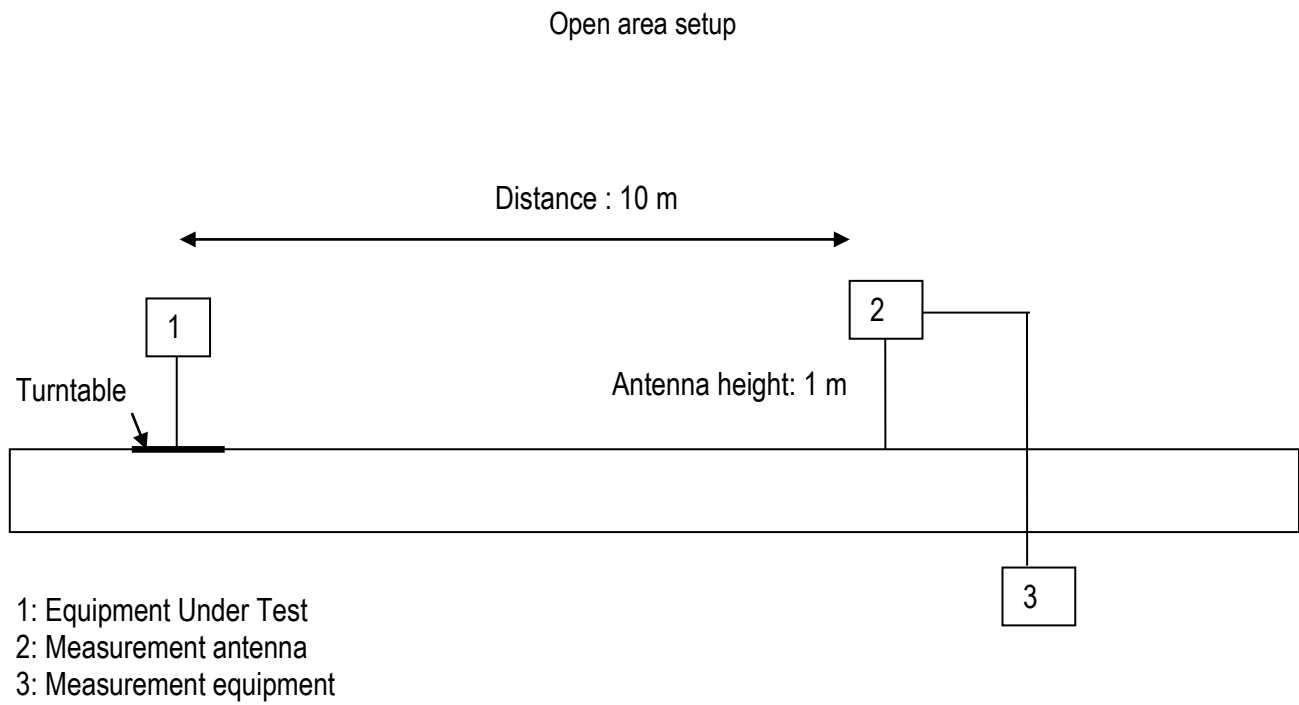 Open area setup
Distance : 10 m
1
2
Turntable
Antenna height: 1 m
3
1: Equipment Under Test
2: Measurement antenna
3: Measurement equipment